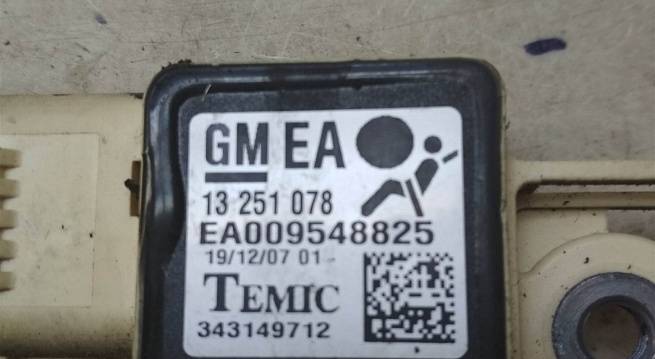 GM EA
13 251 078
EA009548825
19/12/07 01 -
TEMIC
343149712